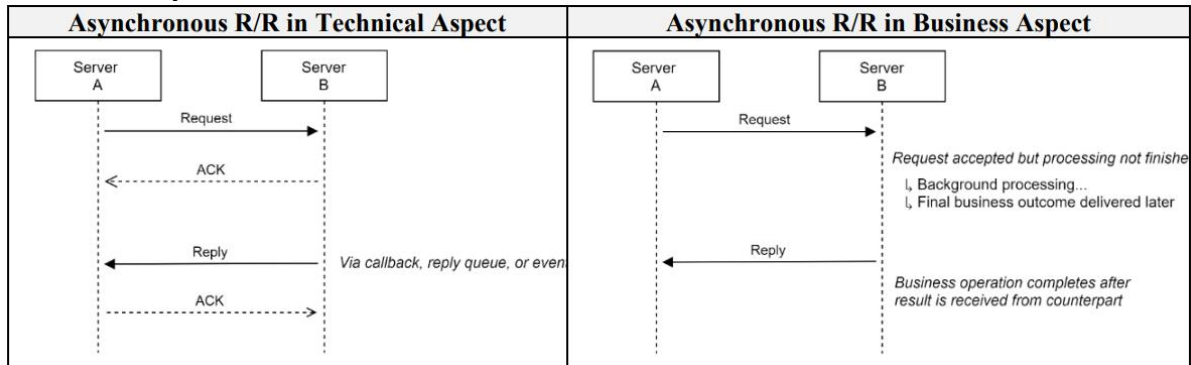 Asynchronous R/R in Technical Aspect
Server
A
Server
B
Request
ACK
Reply
Via callback, reply queue, or even
ACK
Asynchronous R/R in Business Aspect
Server
A
Server
B
Request
Request accepted but processing not finishe
Background processing...
Final business outcome delivered later
Reply
Business operation completes after
result is received from counterpart